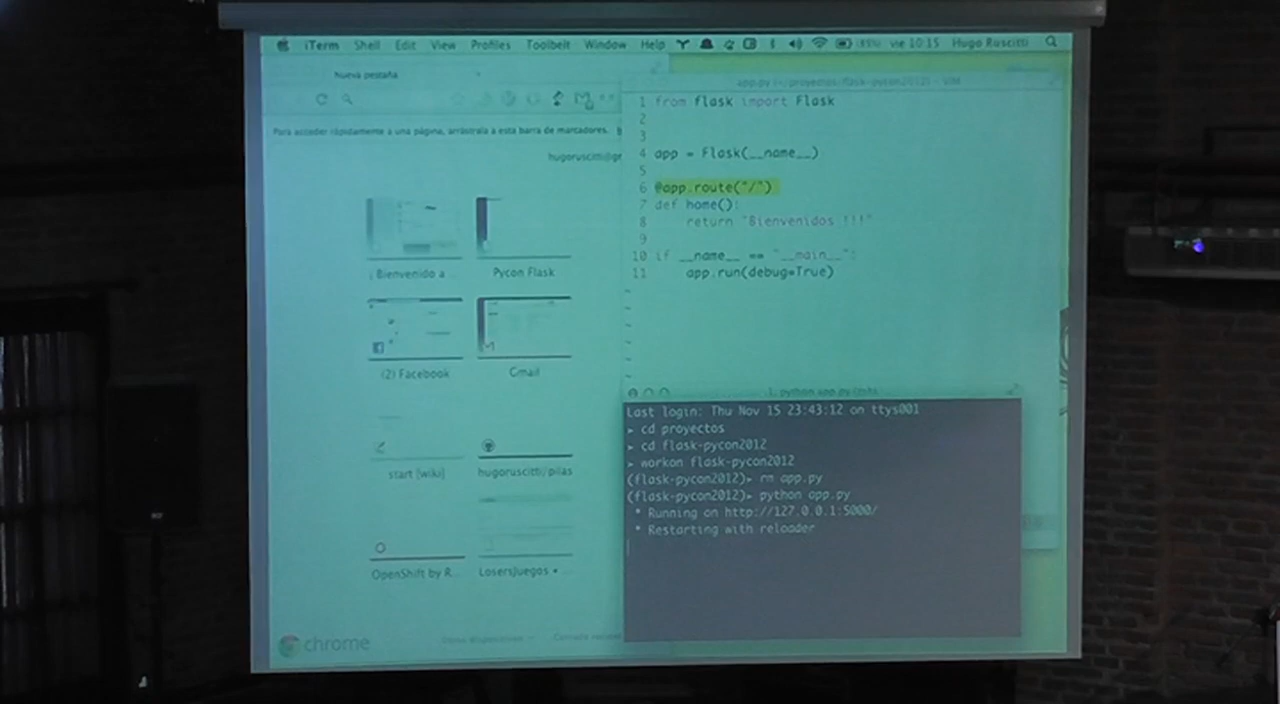 iTerm Shell Edit View Profiles Toolbelt Window Help vie 10:15 Hugo Ruscitti
Nueva pestaña
Para acceder rápidamente a una página, arrástrala a esta barra de marcadores.
¡ Bienvenido a ...
Pycon Flask
(2) Facebook
Gmail
start [wiki]
hugoruscitti/pilas
OpenShift by R...
LosersJuegos •
chrome
1 from flask import Flask
2
3
4 app = Flask(__name__)
5
6 @app.route("/")
7 def home():
8 return "Bienvenidos !!!"
9
10 if __name__ == "__main__":
11 app.run(debug=True)
~
~
~
~
~
~
Last login: Thu Nov 15 23:43:12 on ttys001
▸ cd proyectos
▸ cd flask-pycon2012
▸ workon flask-pycon2012
(flask-pycon2012)▸ rm app.py
(flask-pycon2012)▸ python app.py
* Running on http://127.0.0.1:5000/
* Restarting with reloader